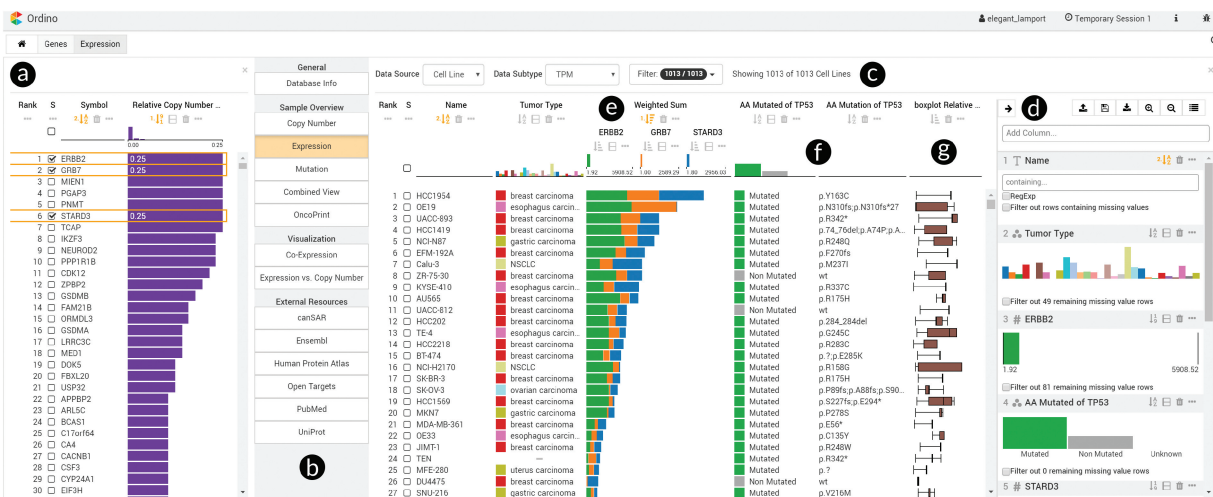 Ordino
elegant_lamport
Temporary Session 1
Genes
Expression
a
Rank S Symbol Relative Copy Number ...
0.00 0.25
1 ERBB2 0.25
2 GRB7 0.25
3 MIEN1
4 PGAP3
5 PNMT
6 STARD3 0.25
7 TCAP
8 IKZF3
9 NEUROD2
10 PPP1R1B
11 CDK12
12 ZPBP2
13 GSDMB
14 FAM21B
15 ORMDL3
16 GSDMA
17 LRRC3C
18 MED1
19 DOK5
20 FBXL20
21 USP32
22 APPBP2
23 ARL5C
24 BCAS1
25 C17orf64
26 CA4
27 CACNB1
28 CSF3
29 CYP24A1
30 EIF3H
General
Database Info
Sample Overview
Copy Number
Expression
Mutation
Combined View
OncoPrint
Visualization
Co-Expression
Expression vs. Copy Number
External Resources
canSAR
Ensembl
Human Protein Atlas
Open Targets
PubMed
UniProt
b
Data Source Cell Line Data Subtype TPM Filter: 1013 / 1013 Showing 1013 of 1013 Cell Lines
c
e
Rank S Name Tumor Type Weighted Sum AA Mutated of TP53 AA Mutation of TP53 boxplot Relative ...
ERBB2 GRB7 STARD3
f
g
1.92 5908.52 1.00 2589.29 1.80 2956.03
1 HCC1954 breast carcinoma Mutated p.Y163C
2 OE19 esophagus carcin... Mutated p.N310fs;p.N310fs*27
3 UACC-893 breast carcinoma Mutated p.R342*
4 HCC1419 breast carcinoma Mutated p.74_76del;p.A74P;p.A...
5 NCI-N87 gastric carcinoma Mutated p.R248Q
6 EFM-192A breast carcinoma Mutated p.F270fs
7 Calu-3 NSCLC Mutated p.M237I
8 ZR-75-30 breast carcinoma Non Mutated wt
9 KYSE-410 esophagus carcin... Mutated p.R337C
10 AU565 breast carcinoma Mutated p.R175H
11 UACC-812 breast carcinoma Non Mutated wt
12 HCC202 breast carcinoma Mutated p.284_284del
13 TE-4 esophagus carcin... Mutated p.G245C
14 HCC2218 breast carcinoma Mutated p.R283C
15 BT-474 breast carcinoma Mutated p.?;p.E285K
16 NCI-H2170 NSCLC Mutated p.R158G
17 SK-BR-3 breast carcinoma Mutated p.R175H
18 SK-OV-3 ovarian carcinoma Mutated p.P89fs;p.A88fs;p.S90...
19 HCC1569 breast carcinoma Mutated p.S227fs;p.E294*
20 MKN7 gastric carcinoma Mutated p.P278S
21 MDA-MB-361 breast carcinoma Mutated p.E56*
22 OE33 esophagus carcin... Mutated p.C135Y
23 JIMT-1 breast carcinoma Mutated p.R248W
24 TEN — Mutated p.R342*
25 MFE-280 uterus carcinoma Mutated p.?
26 DU4475 breast carcinoma Non Mutated wt
27 SNU-216 gastric carcinoma Mutated p.V216M
d
Add Column...
1 Name
containing...
RegExp
Filter out rows containing missing values
2 Tumor Type
Filter out 49 remaining missing value rows
3 # ERBB2
1.92 5908.52
Filter out 81 remaining missing value rows
4 AA Mutated of TP53
Mutated Non Mutated Unknown
Filter out 0 remaining missing value rows
5 # STARD3